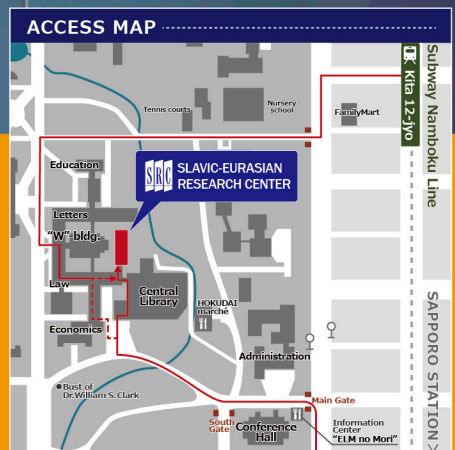 ACCESS MAP
Subway Namboku Line
Kita 12-jyo
Tennis courts
Nursery
school
FamilyMart
Education
SRC
SLAVIC-EURASIAN
RESEARCH CENTER
Letters
"W"-bldg.
Law
Central
Library
HOKUDAI
marché
SAPPORO STATION >
Economics
Administration
Bust of
Dr.William S.Clark
Main Gate
South
Gate
Conference
Hall
Information
Center
"ELM no Mori"